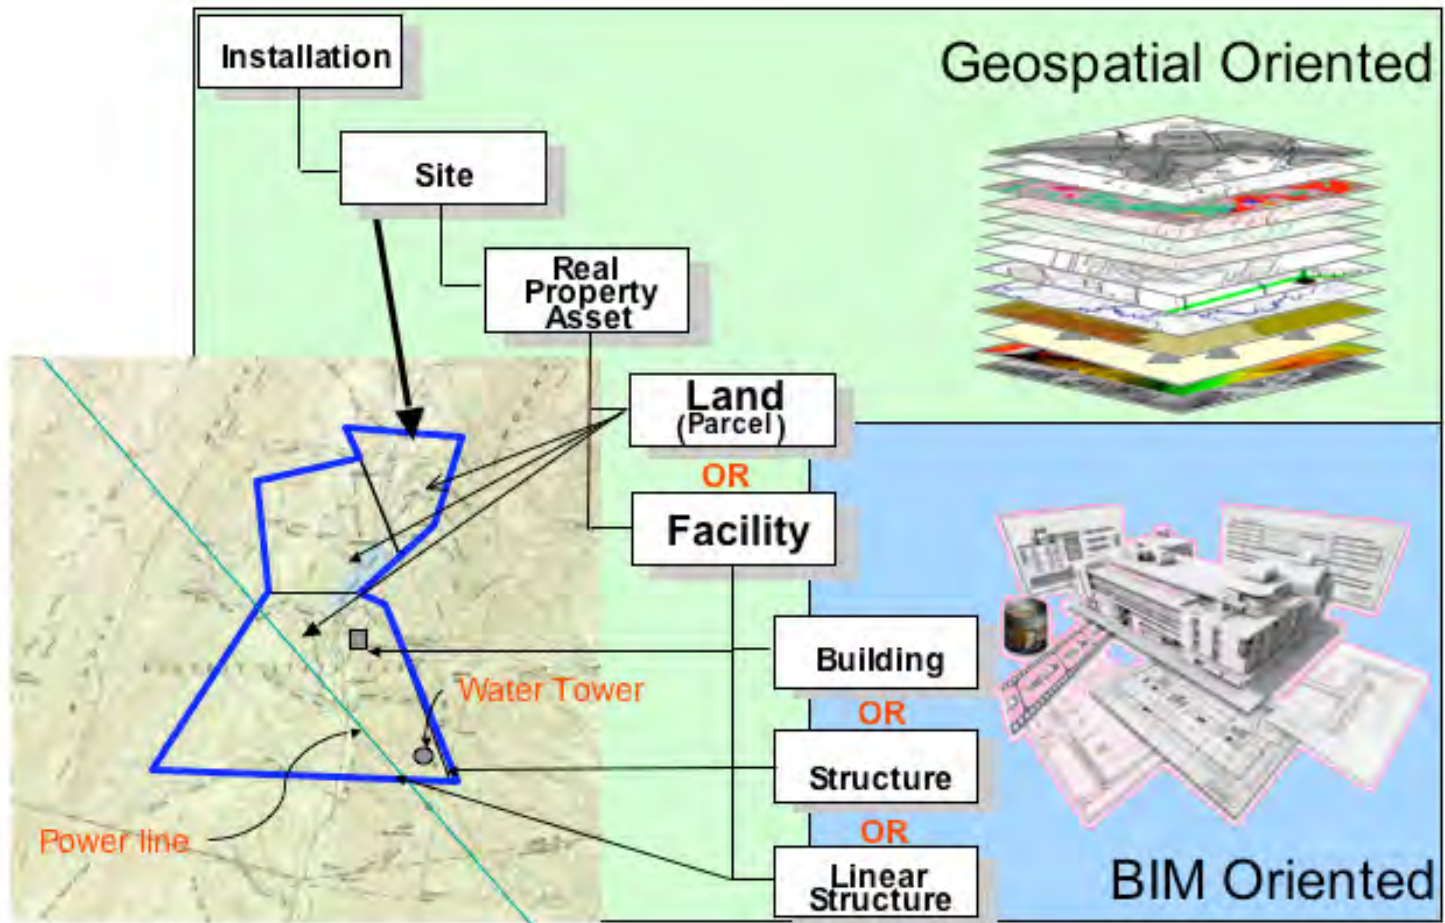 Installation
Geospatial Oriented
Site
Real
Property
Asset
Land
(Parcel)
OR
Facility
Building
OR
Water Tower
Structure
OR
Power line
Linear
Structure
BIM Oriented